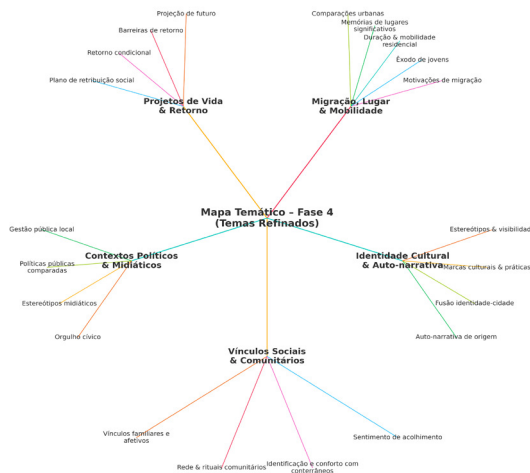 Projeção de futuro
Barreiras de retorno
Retorno condicional
Plano de retribuição social
Projetos de Vida
& Retorno
Comparações urbanas
Memórias de lugares
significativos
Duração & mobilidade
residencial
Êxodo de jovens
Motivações de migração
Migração, Lugar
& Mobilidade
Mapa Temático – Fase 4
(Temas Refinados)
Gestão pública local
Políticas públicas
comparadas
Estereótipos midiáticos
Orgulho cívico
Contextos Políticos
& Midiáticos
Estereótipos & visibilidade
Marcas culturais & práticas
Fusão identidade-cidade
Auto-narrativa de origem
Identidade Cultural
& Auto-narrativa
Vínculos Sociais
& Comunitários
Vínculos familiares e
afetivos
Rede & rituais comunitários
Identificação e conforto com
conterrâneos
Sentimento de acolhimento